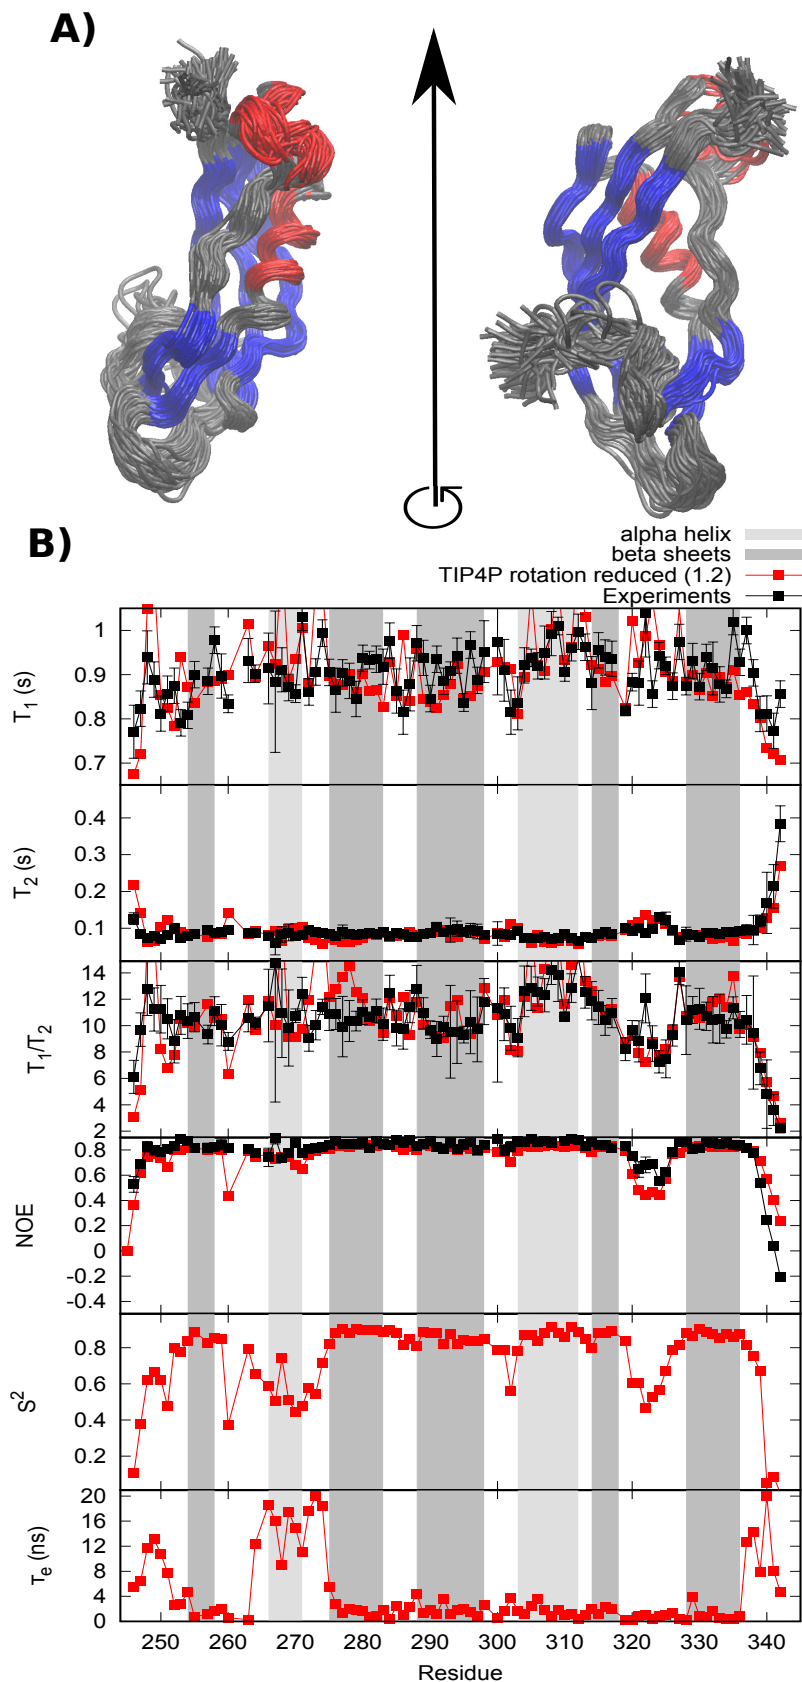 A)
B)
alpha helix
beta sheets
TIP4P rotation reduced (1.2)
Experiments
T1 (s)
1
0.9
0.8
0.7
T2 (s)
0.4
0.3
0.2
0.1
T1/T2
14
12
10
8
6
4
2
NOE
0.8
0.6
0.4
0.2
0
-0.2
-0.4
S2
0.8
0.6
0.4
0.2
τe (ns)
20
16
12
8
4
0
250 260 270 280 290 300 310 320 330 340
Residue